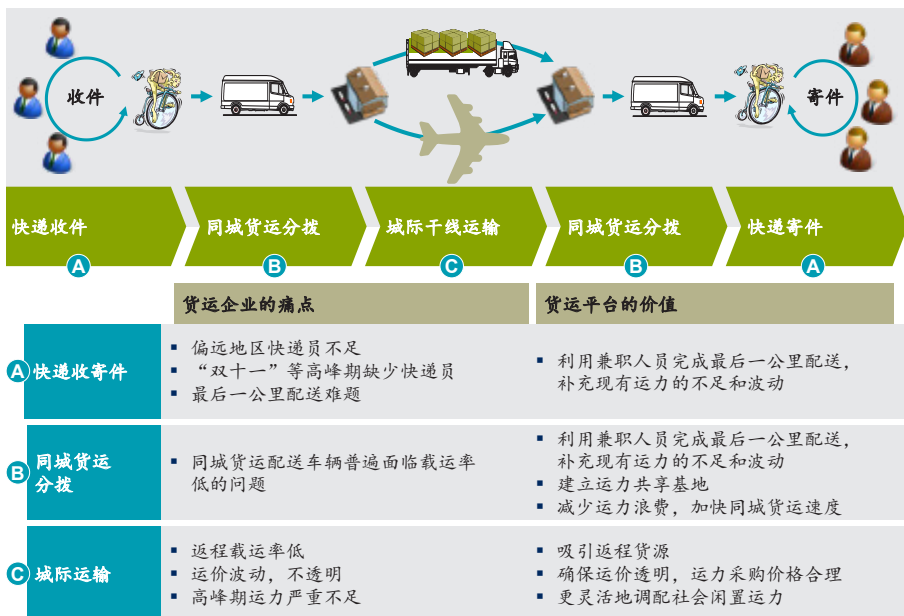 收件
寄件
快递收件
同城货运分拨
城际干线运输
同城货运分拨
快递寄件
A
B
C
B
A
货运企业的痛点
货运平台的价值
A 快递收寄件
▪ 偏远地区快递员不足
▪ “双十一”等高峰期缺少快递员
▪ 最后一公里配送难题
▪ 利用兼职人员完成最后一公里配送，
补充现有运力的不足和波动
B 同城货运
分拨
▪ 同城货运配送车辆普遍面临载运率
低的问题
▪ 利用兼职人员完成最后一公里配送，
补充现有运力的不足和波动
▪ 建立运力共享基地
▪ 减少运力浪费，加快同城货运速度
C 城际运输
▪ 返程载运率低
▪ 运价波动，不透明
▪ 高峰期运力严重不足
▪ 吸引返程货源
▪ 确保运价透明，运力采购价格合理
▪ 更灵活地调配社会闲置运力